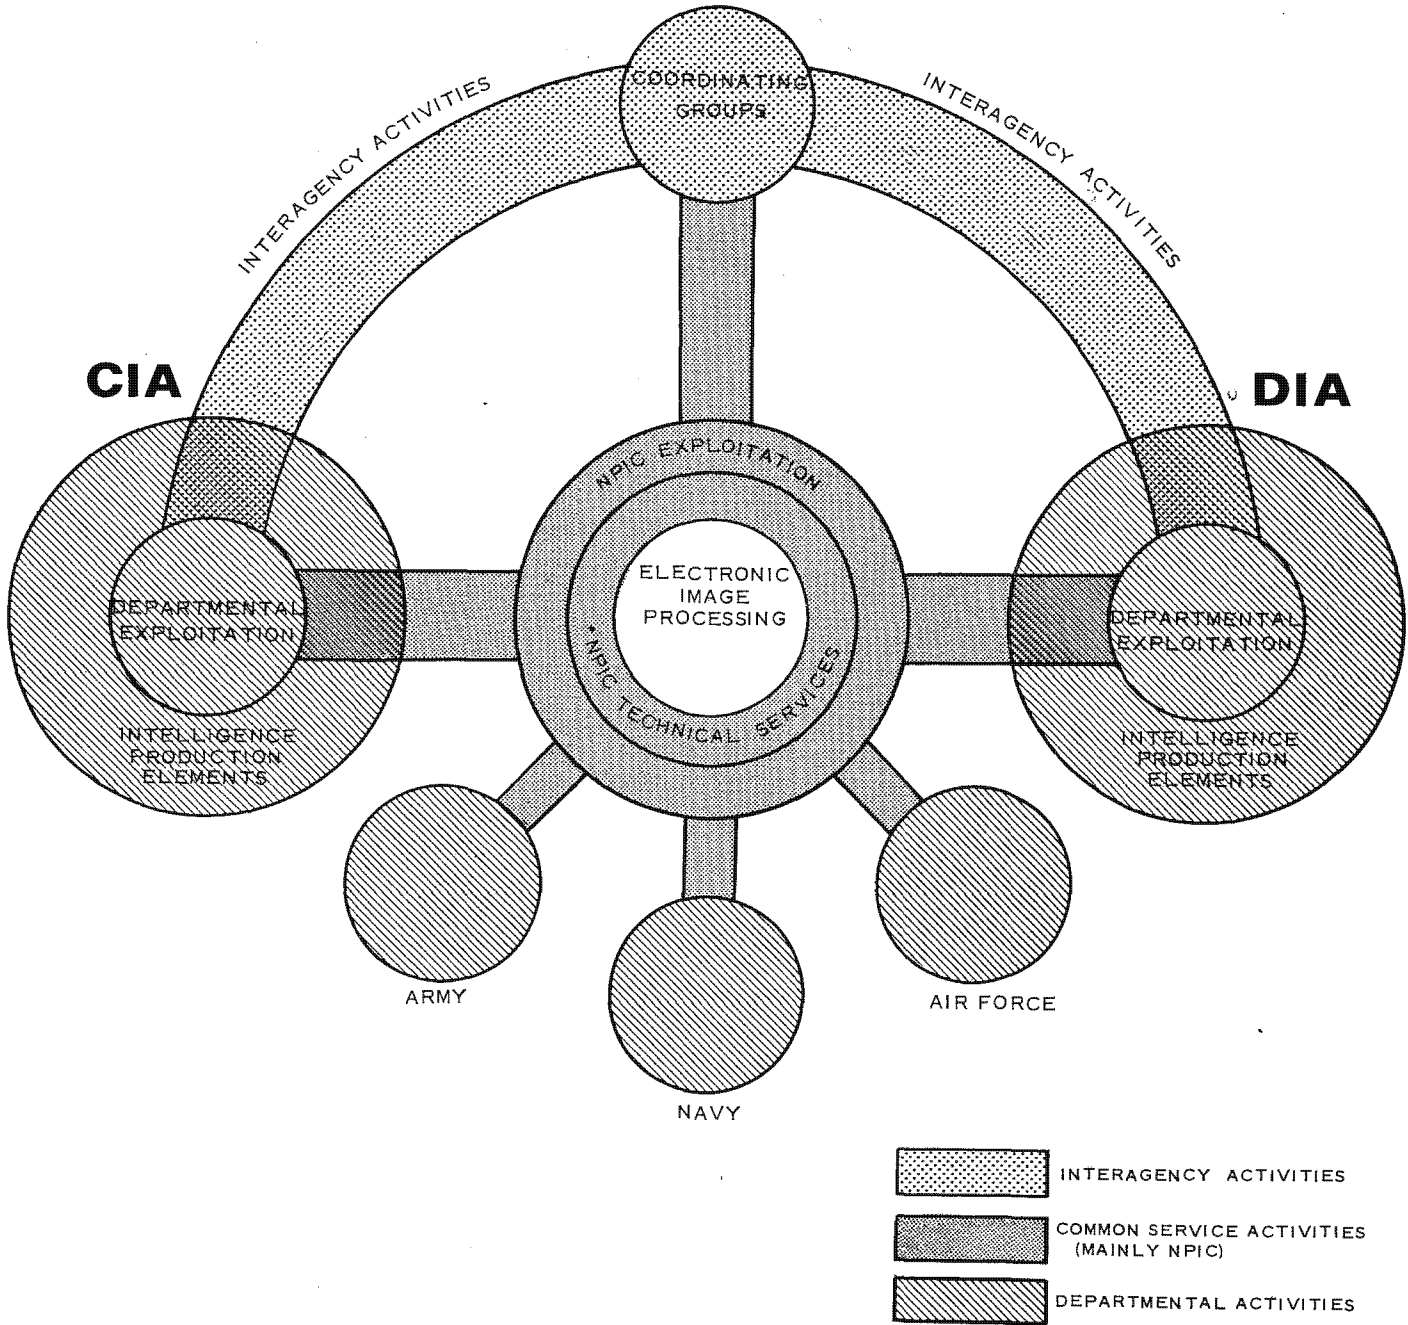 COORDINATING
GROUPS
INTERAGENCY ACTIVITIES
INTERAGENCY ACTIVITIES
CIA
DIA
NPIC EXPLOITATION
ELECTRONIC
IMAGE
PROCESSING
*NPIC TECHNICAL SERVICES
DEPARTMENTAL
EXPLOITATION
INTELLIGENCE
PRODUCTION
ELEMENTS
DEPARTMENTAL
EXPLOITATION
INTELLIGENCE
PRODUCTION
ELEMENTS
ARMY
NAVY
AIR FORCE
INTERAGENCY ACTIVITIES
COMMON SERVICE ACTIVITIES
(MAINLY NPIC)
DEPARTMENTAL ACTIVITIES